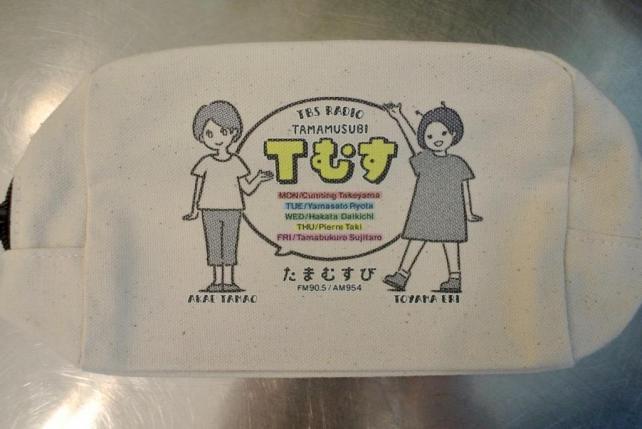 TBS RADIO
TAMAMUSUBI
Tむす
MON/Cunning Takeyama
TUE/Yamasato Ryota
WED/Hakata Daikichi
THU/Pierre Taki
FRI/Tamabukuro Sujitaro
たまむすび
FM90.5/AM954
AKAE TAMAO
TOYAMA ERI